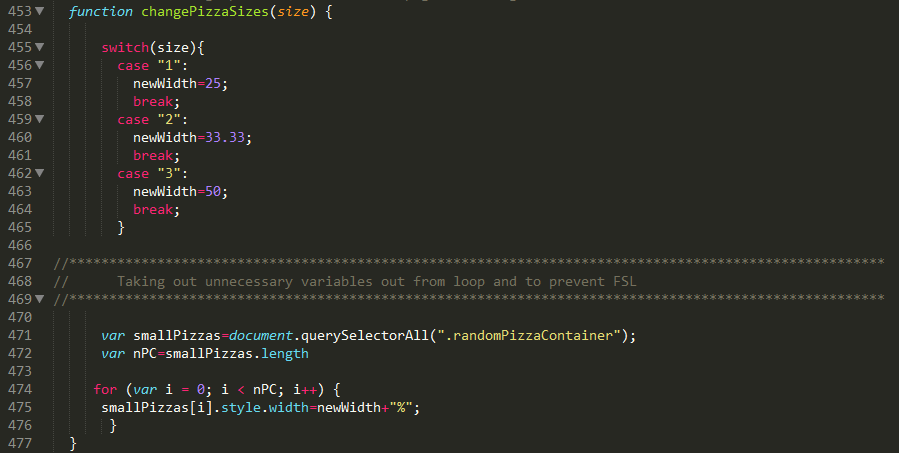 453 function changePizzaSizes(size) {
454
455 switch(size){
456 case "1":
457 newWidth=25;
458 break;
459 case "2":
460 newWidth=33.33;
461 break;
462 case "3":
463 newWidth=50;
464 break;
465 }
466
467 //******************************************************************************************************
468 // Taking out unnecessary variables out from loop and to prevent FSL
469 //******************************************************************************************************
470
471 var smallPizzas=document.querySelectorAll(".randomPizzaContainer");
472 var nPC=smallPizzas.length
473
474 for (var i = 0; i < nPC; i++) {
475 smallPizzas[i].style.width=newWidth+"%";
476 }
477 }